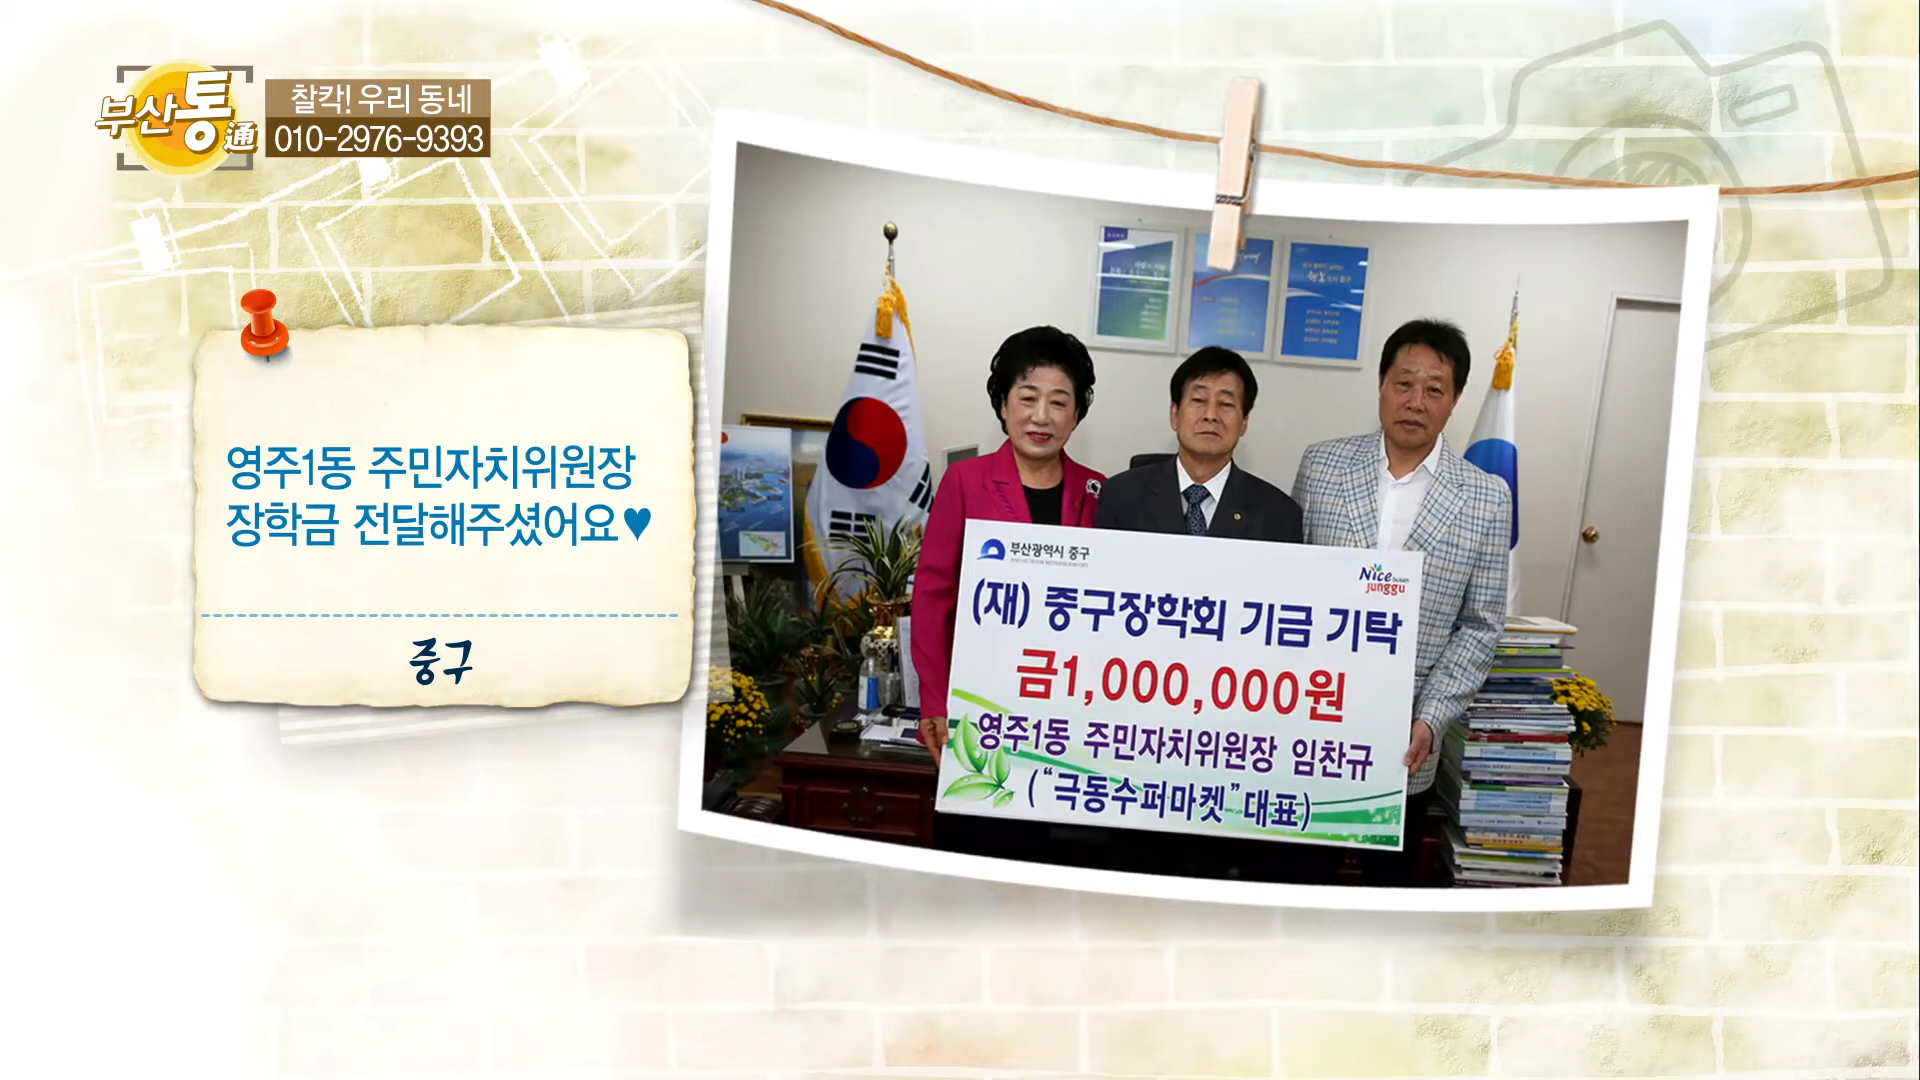 부산통通
찰칵! 우리 동네
010-2976-9393
영주1동 주민자치위원장
장학금 전달해주셨어요♥
중구
부산광역시 중구
Nice busan
junggu
(재) 중구장학회 기금 기탁
금1,000,000원
영주1동 주민자치위원장 임찬규
(“극동수퍼마켓”대표)